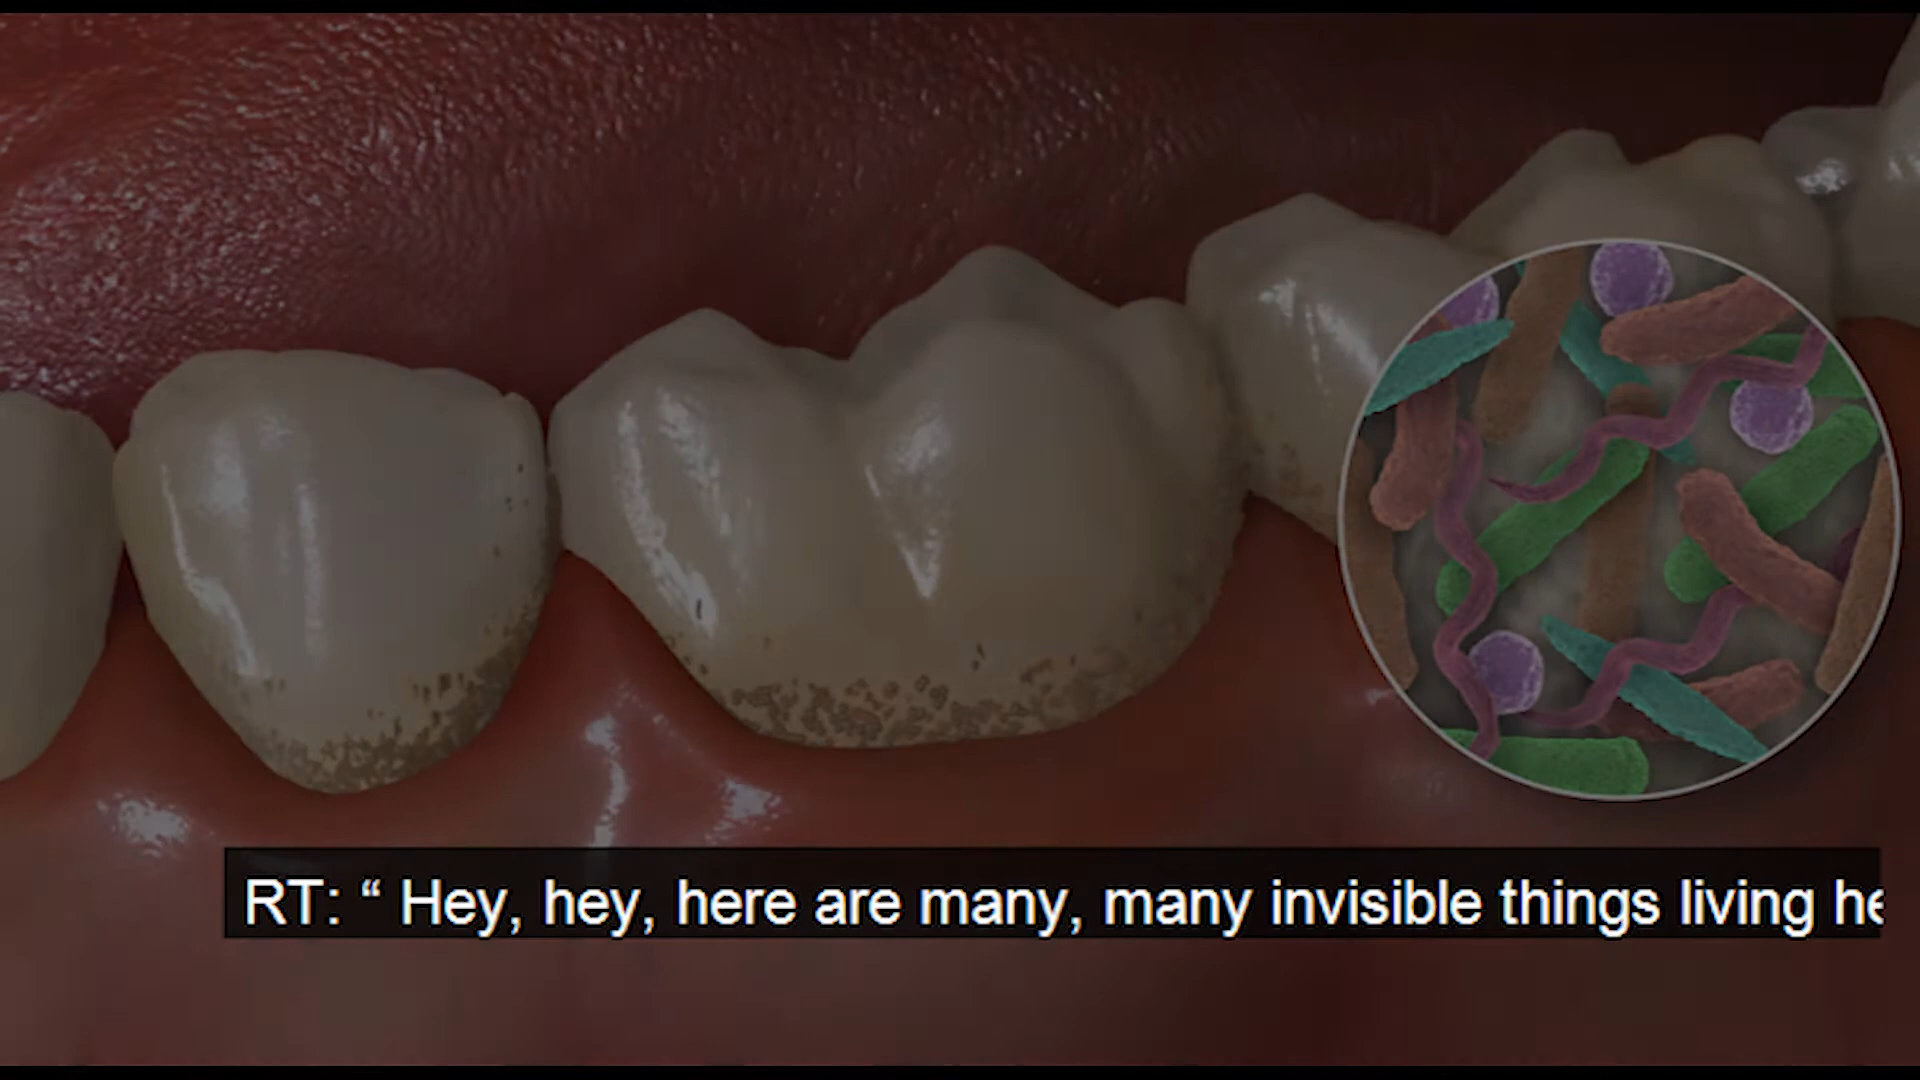 RT: “ Hey, hey, here are many, many invisible things living